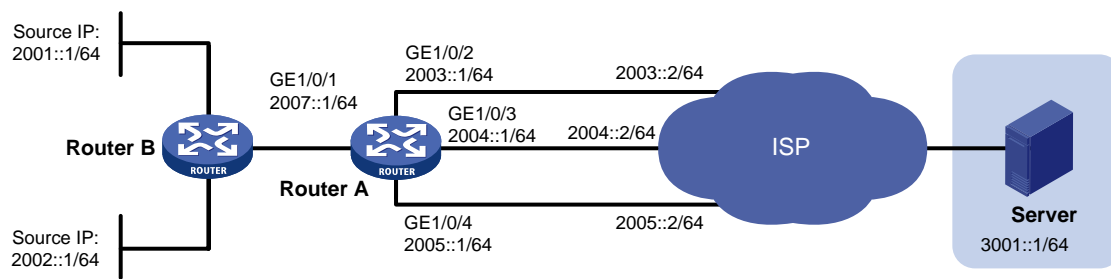 Source IP:
2001::1/64
GE1/0/2
2003::1/64
2003::2/64
GE1/0/1
2007::1/64
GE1/0/3
2004::1/64
2004::2/64
Router B
ROUTER
ROUTER
Router A
ISP
Server
3001::1/64
Source IP:
2002::1/64
GE1/0/4
2005::1/64
2005::2/64